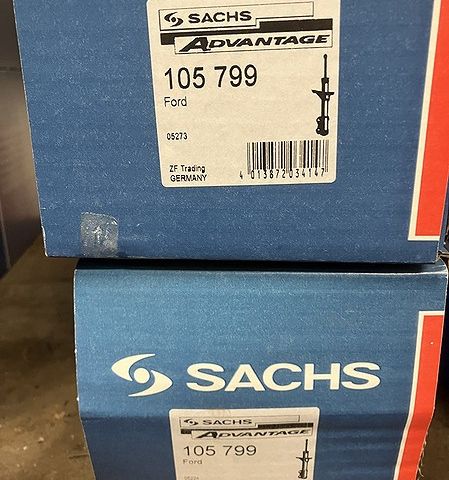 SACHS
ADVANTAGE
105 799
Ford
05273
ZF Trading
GERMANY
4 013872 034147
SACHS
SACHS
ADVANTAGE
105 799
Ford